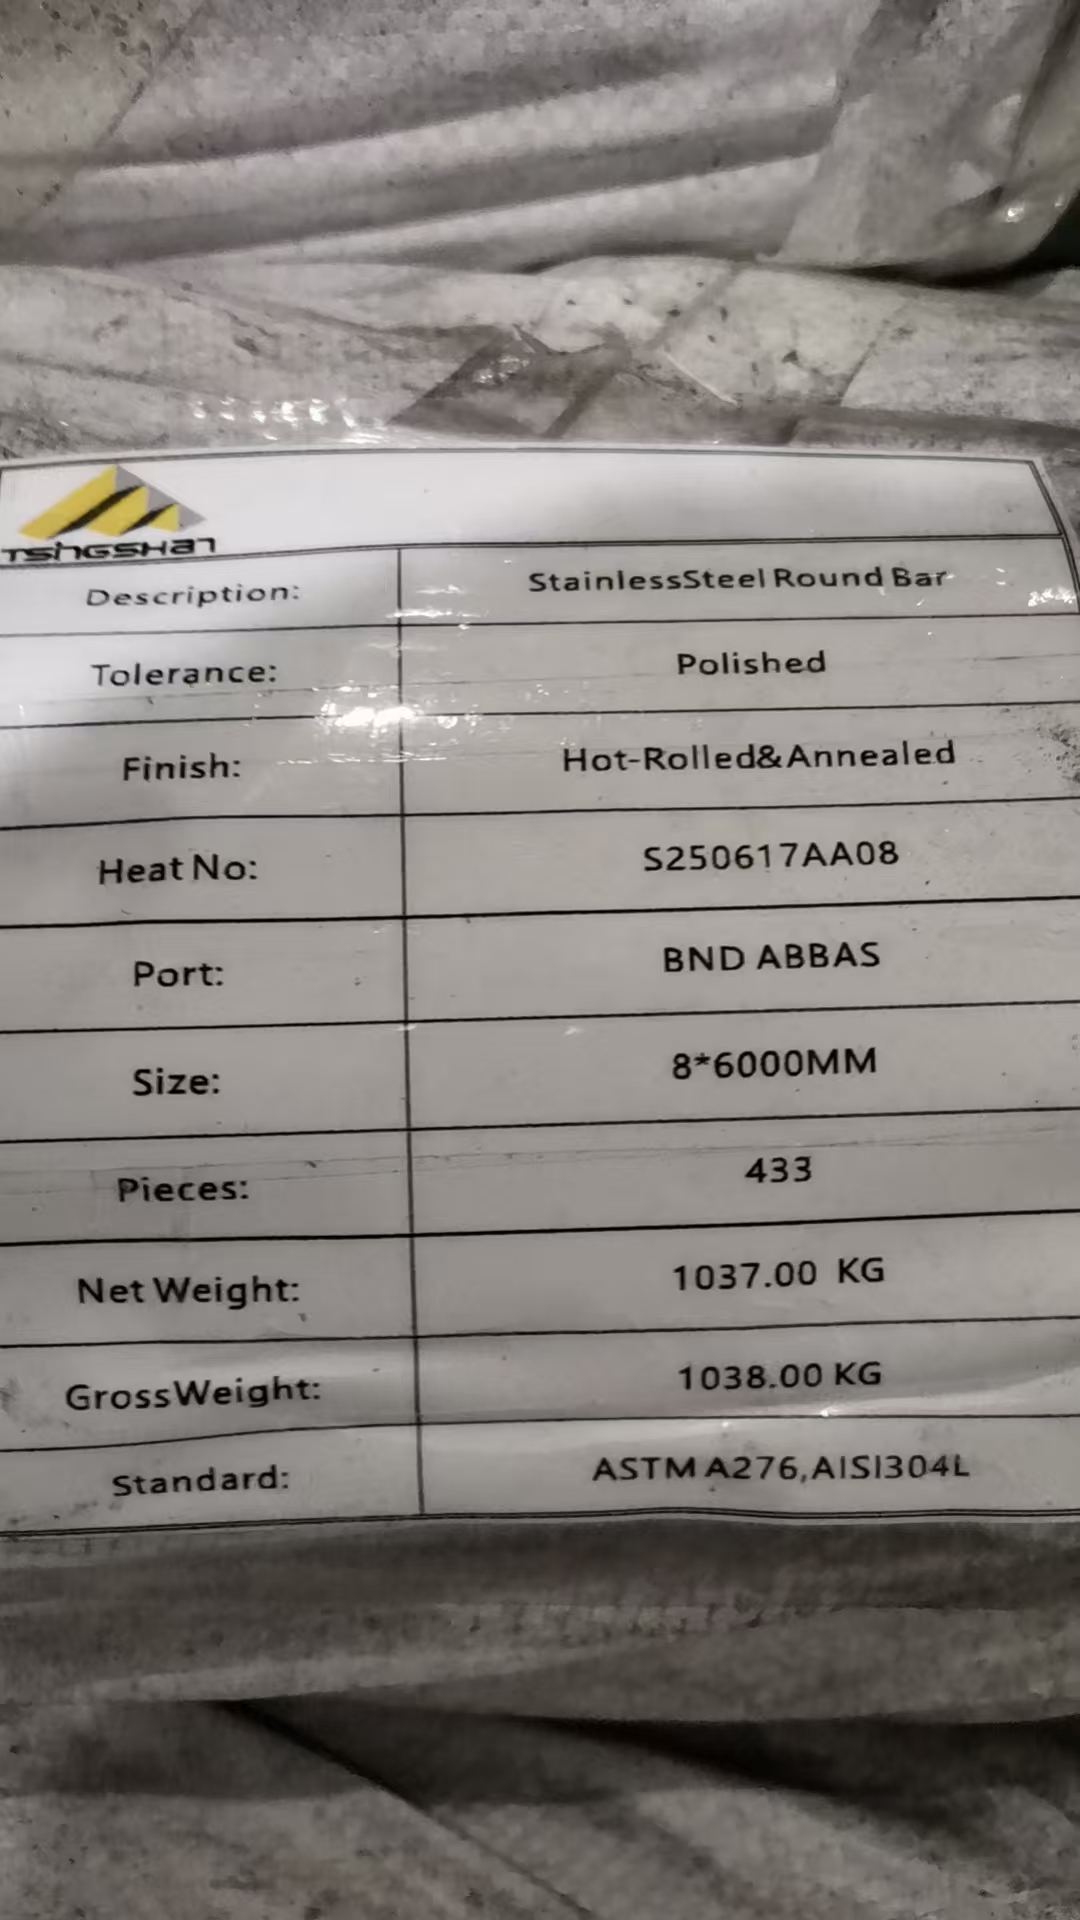 TSINGSHAN
Description: StainlessSteel Round Bar
Tolerance: Polished
Finish: Hot-Rolled&Annealed
Heat No: S250617AA08
Port: BND ABBAS
Size: 8*6000MM
Pieces: 433
Net Weight: 1037.00 KG
GrossWeight: 1038.00 KG
Standard: ASTM A276,AISI304L